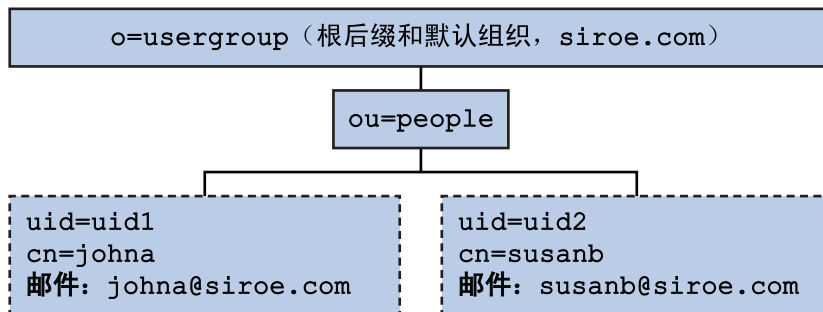 o=usergroup（根后缀和默认组织，siroe.com）
ou=people
uid=uid1
cn=johna
邮件：johna@siroe.com
uid=uid2
cn=susanb
邮件：susanb@siroe.com